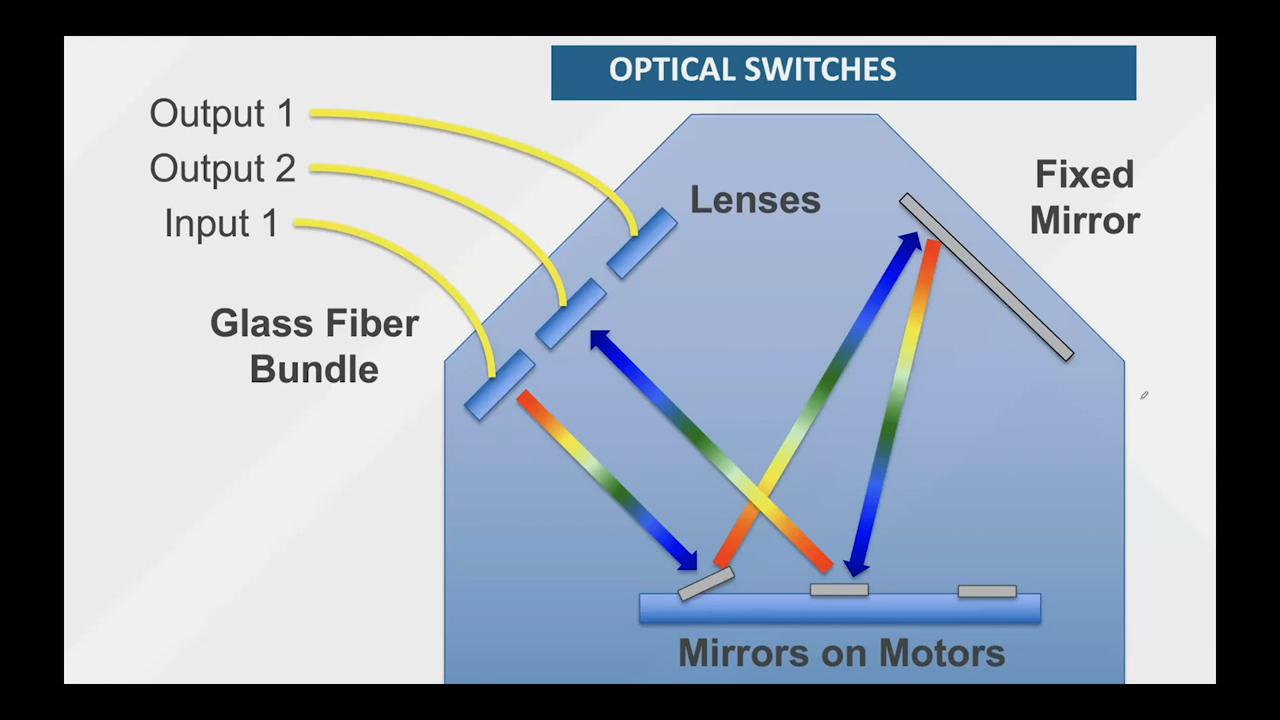 OPTICAL SWITCHES
Output 1
Output 2
Input 1
Lenses
Fixed
Mirror
Glass Fiber
Bundle
Mirrors on Motors